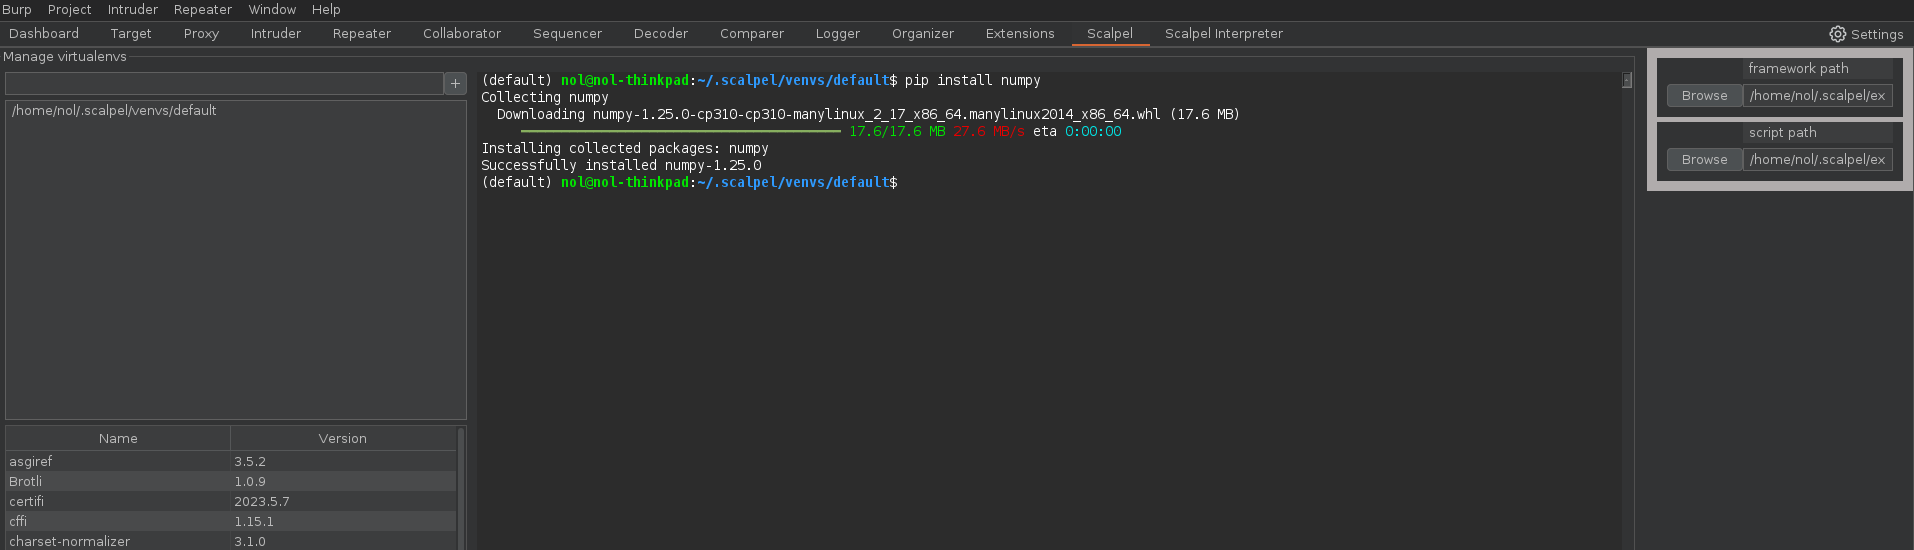 Burp Project Intruder Repeater Window Help
Dashboard Target Proxy Intruder Repeater Collaborator Sequencer Decoder Comparer Logger Organizer Extensions Scalpel Scalpel Interpreter Settings
Manage virtualenvs
+
/home/nol/.scalpel/venvs/default
Name Version
asgiref 3.5.2
Brotli 1.0.9
certifi 2023.5.7
cffi 1.15.1
charset-normalizer 3.1.0
(default) nol@nol-thinkpad:~/.scalpel/venvs/default$ pip install numpy
Collecting numpy
Downloading numpy-1.25.0-cp310-cp310-manylinux_2_17_x86_64.manylinux2014_x86_64.whl (17.6 MB)
17.6/17.6 MB 27.6 MB/s eta 0:00:00
Installing collected packages: numpy
Successfully installed numpy-1.25.0
(default) nol@nol-thinkpad:~/.scalpel/venvs/default$
framework path
Browse /home/nol/.scalpel/ex
script path
Browse /home/nol/.scalpel/ex